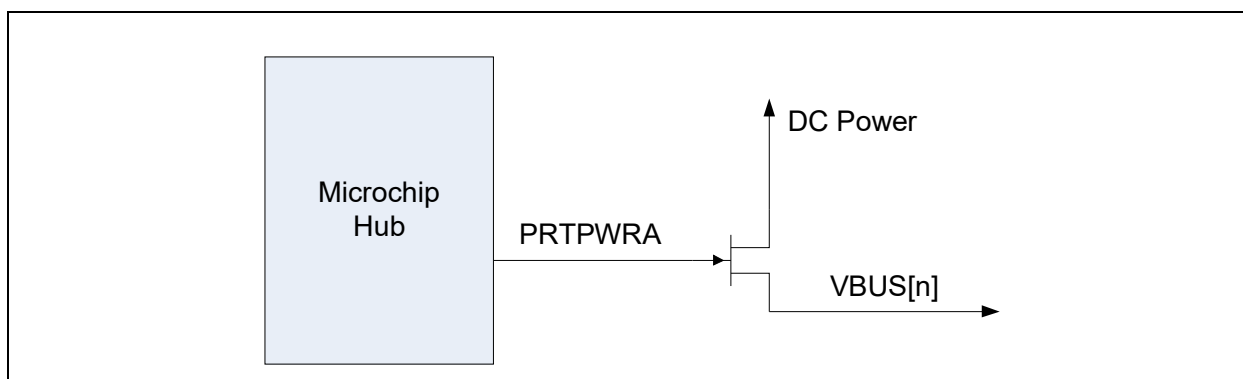 Microchip
Hub
PRTPWRA
DC Power
VBUS[n]